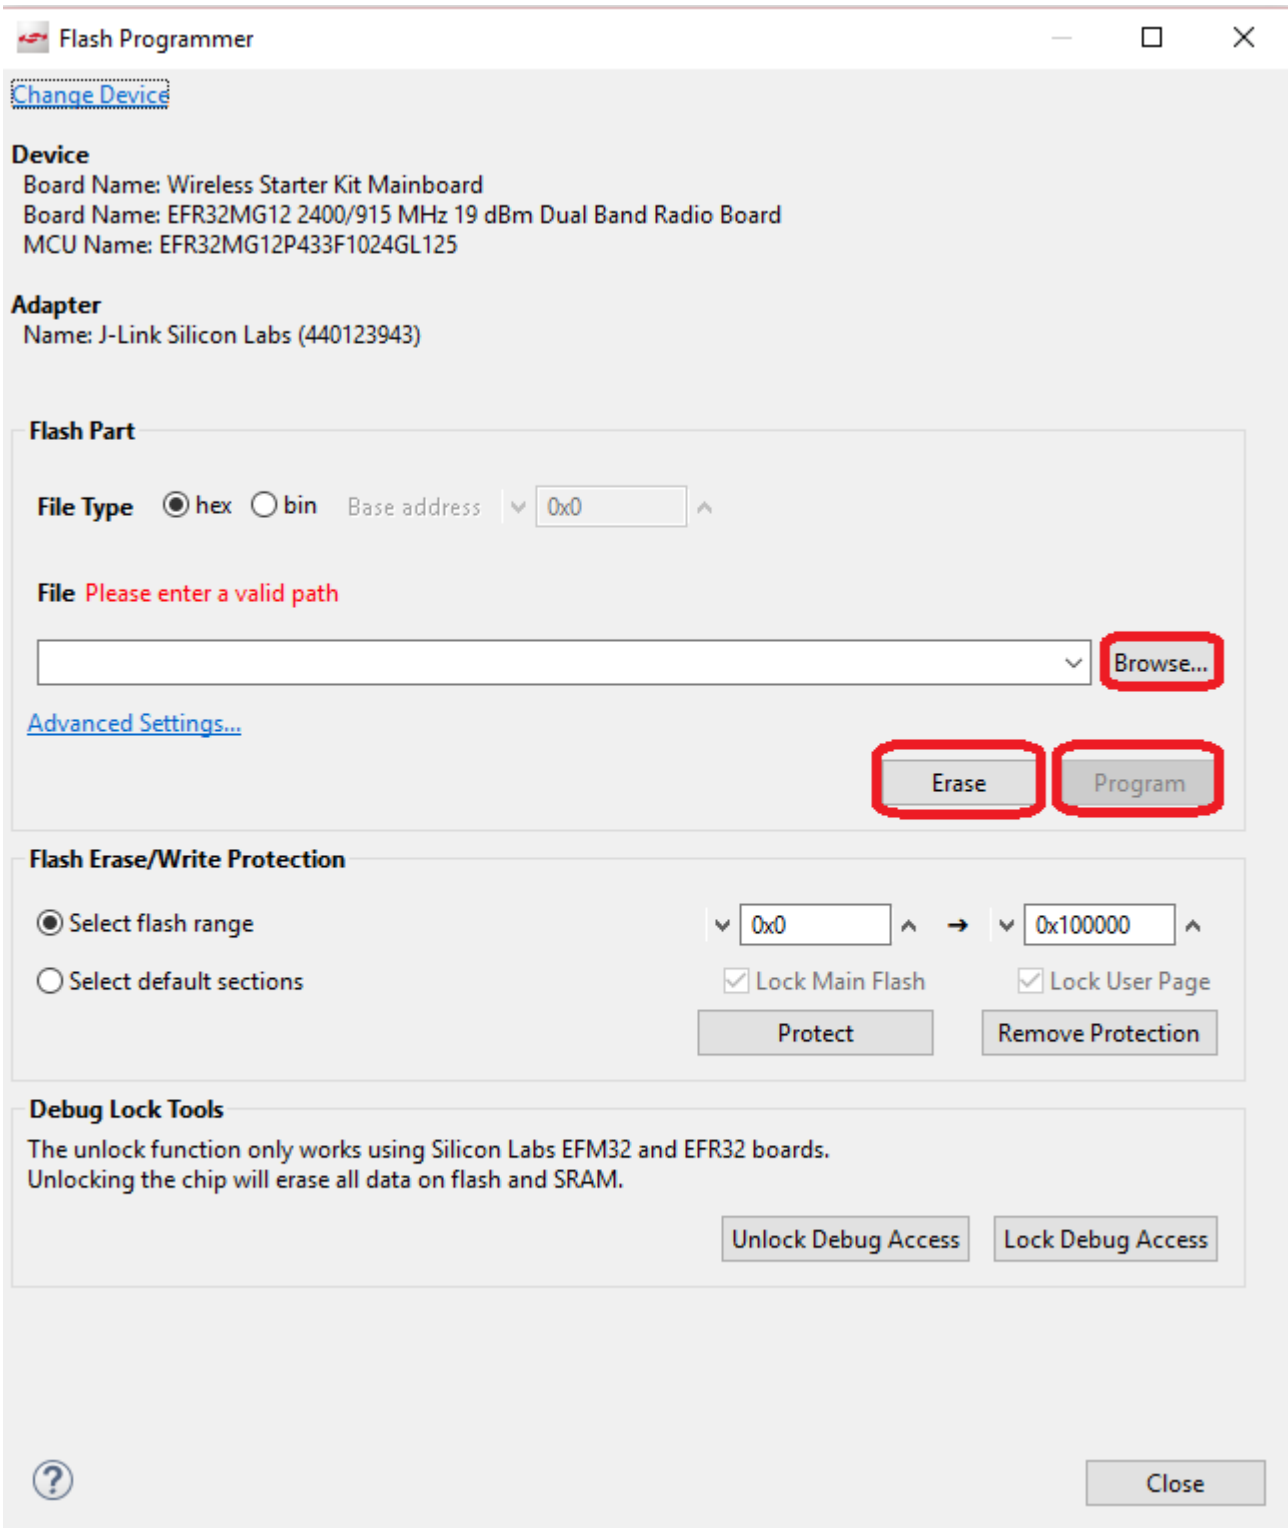 Flash Programmer
Change Device
Device
Board Name: Wireless Starter Kit Mainboard
Board Name: EFR32MG12 2400/915 MHz 19 dBm Dual Band Radio Board
MCU Name: EFR32MG12P433F1024GL125
Adapter
Name: J-Link Silicon Labs (440123943)
Flash Part
File Type hex bin Base address 0x0
File Please enter a valid path
Browse...
Advanced Settings...
Erase Program
Flash Erase/Write Protection
Select flash range 0x0 → 0x100000
Select default sections Lock Main Flash Lock User Page
Protect Remove Protection
Debug Lock Tools
The unlock function only works using Silicon Labs EFM32 and EFR32 boards.
Unlocking the chip will erase all data on flash and SRAM.
Unlock Debug Access Lock Debug Access
? Close